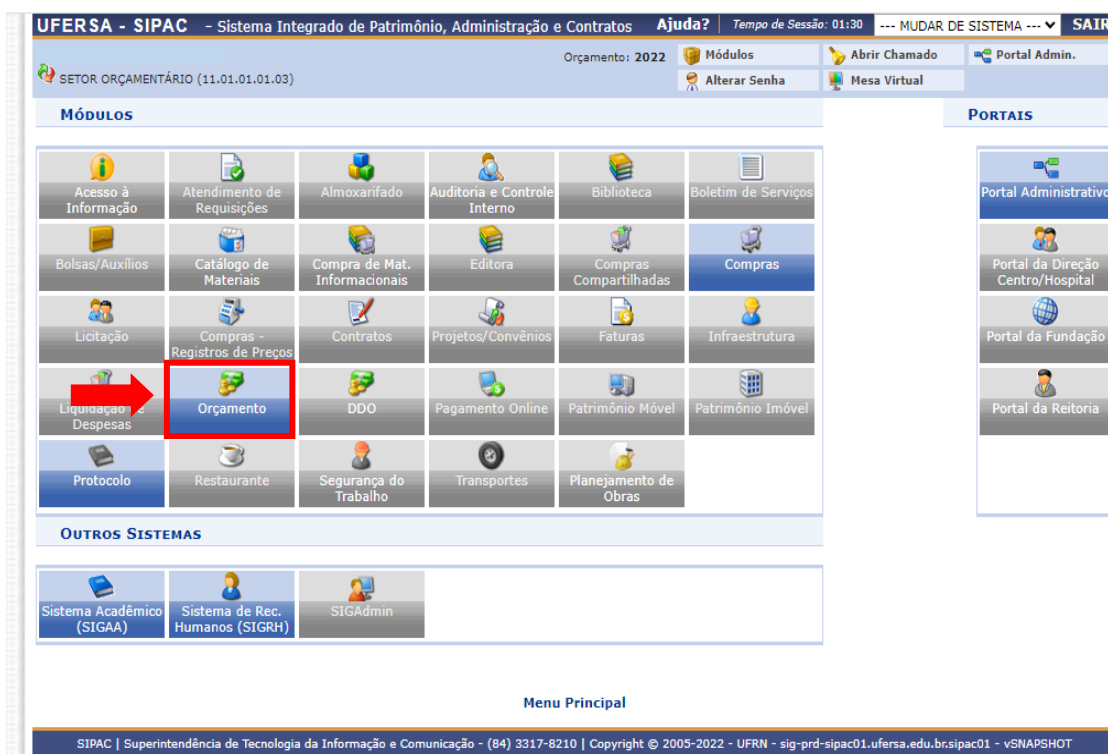 UFERSA - SIPAC - Sistema Integrado de Patrimônio, Administração e Contratos Ajuda? Tempo de Sessão: 01:30 --- MUDAR DE SISTEMA --- SAIR
Orçamento: 2022 Módulos Abrir Chamado Portal Admin.
SETOR ORÇAMENTÁRIO (11.01.01.01.03) Alterar Senha Mesa Virtual
MÓDULOS PORTAIS
Acesso à Informação
Atendimento de Requisições
Almoxarifado
Auditoria e Controle Interno
Biblioteca
Boletim de Serviços
Portal Administrativo
Bolsas/Auxílios
Catálogo de Materiais
Compra de Mat. Informacionais
Editora
Compras Compartilhadas
Compras
Portal da Direção Centro/Hospital
Licitação
Compras - Registros de Preços
Contratos
Projetos/Convênios
Faturas
Infraestrutura
Portal da Fundação
Liquidação Despesas
Orçamento
DDO
Pagamento Online
Patrimônio Móvel
Patrimônio Imóvel
Portal da Reitoria
Protocolo
Restaurante
Segurança do Trabalho
Transportes
Planejamento de Obras
OUTROS SISTEMAS
Sistema Acadêmico (SIGAA)
Sistema de Rec. Humanos (SIGRH)
SIGAdmin
Menu Principal
SIPAC | Superintendência de Tecnologia da Informação e Comunicação - (84) 3317-8210 | Copyright © 2005-2022 - UFRN - sig-prd-sipac01.ufersa.edu.br.sipac01 - vSNAPSHOT